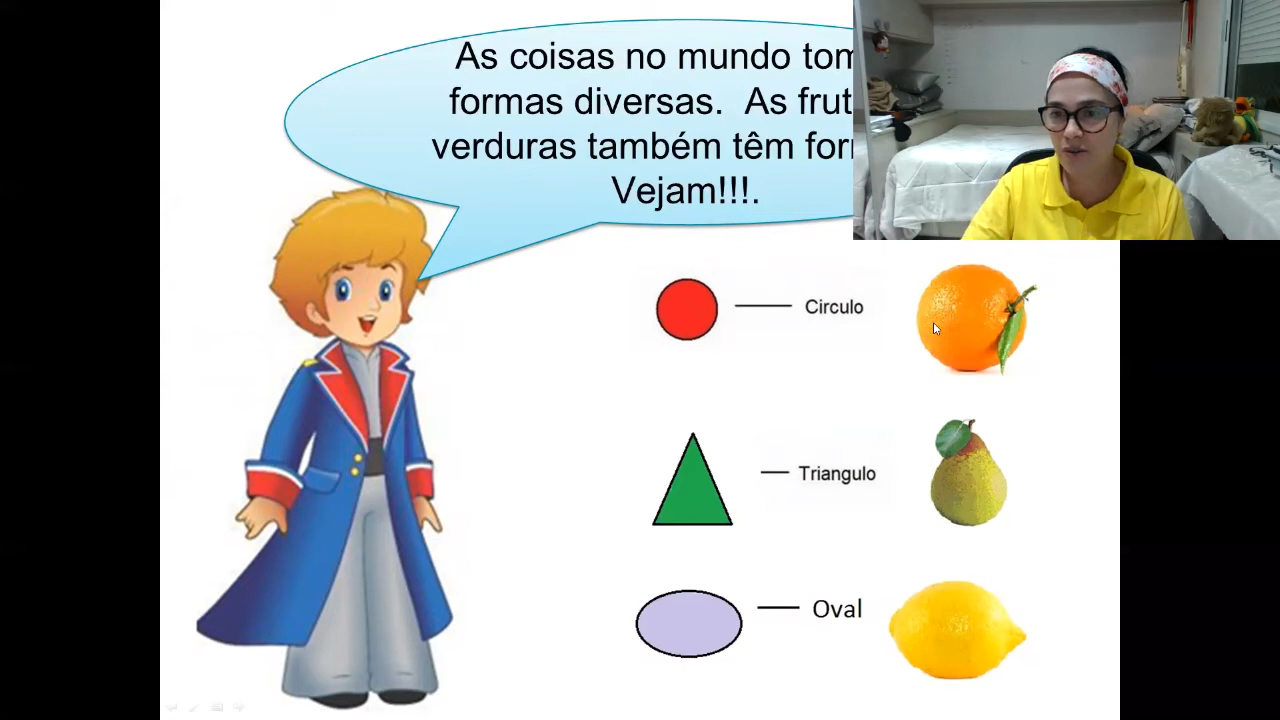 As coisas no mundo tom
formas diversas. As frut
verduras também têm for
Vejam!!!.
Circulo
Triangulo
Oval